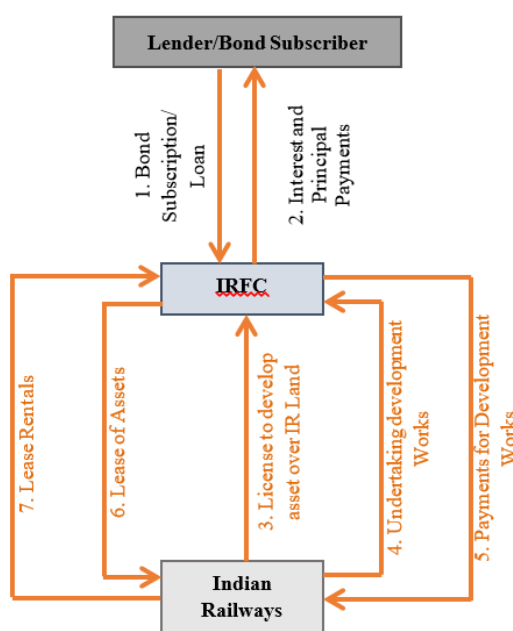 Lender/Bond Subscriber
1. Bond
Subscription/
Loan
2. Interest and
Principal
Payments
IRFC
7. Lease Rentals
6. Lease of Assets
3. License to develop
asset over IR Land
4. Undertaking development
Works
5. Payments for Development
Works
Indian
Railways